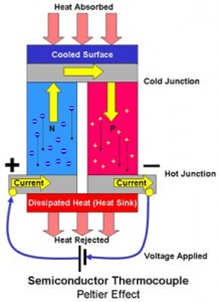 Heat Absorbed
Cooled Surface
Cold Junction
N
P
+
−
Hot Junction
Current
Current
Dissipated Heat (Heat Sink)
Heat Rejected
Voltage Applied
Semiconductor Thermocouple
Peltier Effect